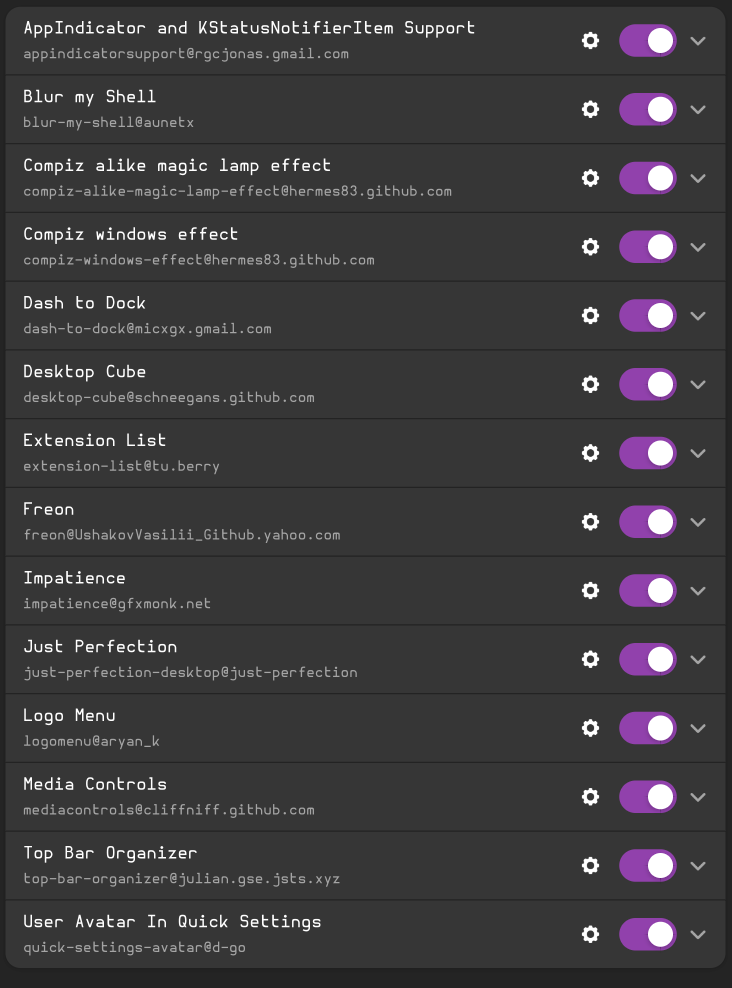 AppIndicator and KStatusNotifierItem Support
appindicatorsupport@rgcjonas.gmail.com
Blur my Shell
blur-my-shell@aunetx
Compiz alike magic lamp effect
compiz-alike-magic-lamp-effect@hermes83.github.com
Compiz windows effect
compiz-windows-effect@hermes83.github.com
Dash to Dock
dash-to-dock@micxgx.gmail.com
Desktop Cube
desktop-cube@schneegans.github.com
Extension List
extension-list@tu.berry
Freon
freon@UshakovVasilii_Github.yahoo.com
Impatience
impatience@gfxmonk.net
Just Perfection
just-perfection-desktop@just-perfection
Logo Menu
logomenu@aryan_k
Media Controls
mediacontrols@cliffniff.github.com
Top Bar Organizer
top-bar-organizer@julian.gse.jsts.xyz
User Avatar In Quick Settings
quick-settings-avatar@d-go